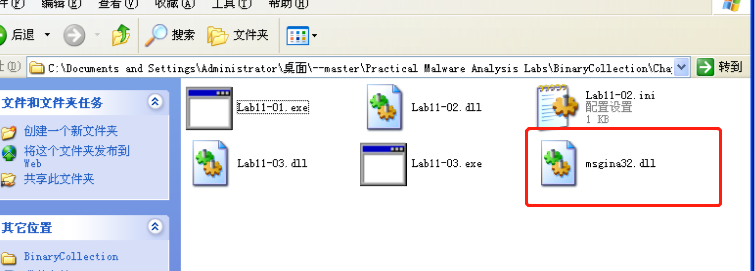 编辑(E) 查看(V) 收藏(A) 工具(T) 帮助(H)
后退 搜索 文件夹
C:\Documents and Settings\Administrator\桌面\--master\Practical Malware Analysis Labs\BinaryCollection\Cha 转到
文件和文件夹任务
创建一个新文件夹
将这个文件夹发布到
Web
共享此文件夹
其它位置
BinaryCollection
Lab11-01.exe
Lab11-02.dll
Lab11-02.ini
配置设置
1 KB
Lab11-03.dll
Lab11-03.exe
msgina32.dll